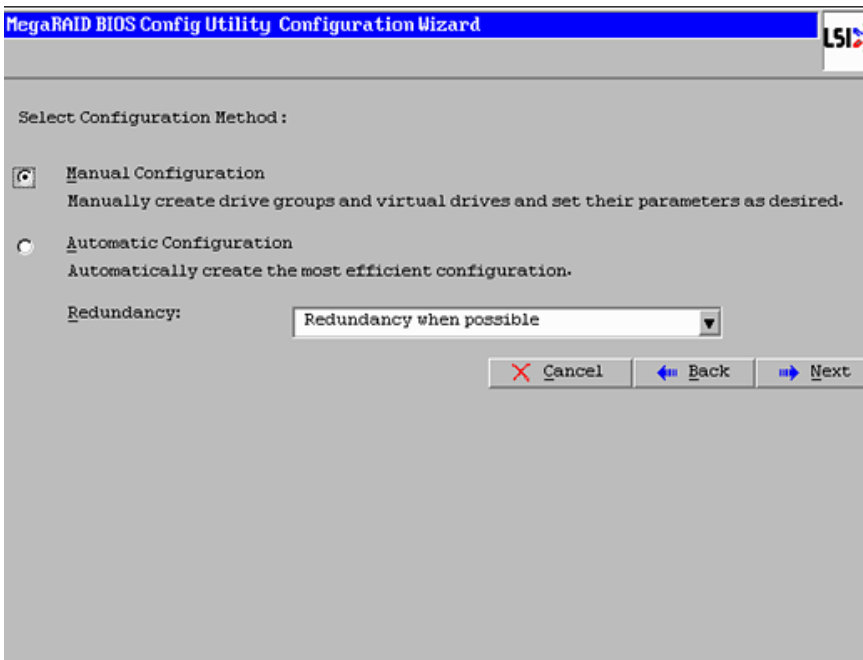 MegaRAID BIOS Config Utility Configuration Wizard
LSI
Select Configuration Method:
Manual Configuration
Manually create drive groups and virtual drives and set their parameters as desired.
Automatic Configuration
Automatically create the most efficient configuration.
Redundancy: Redundancy when possible
Cancel Back Next